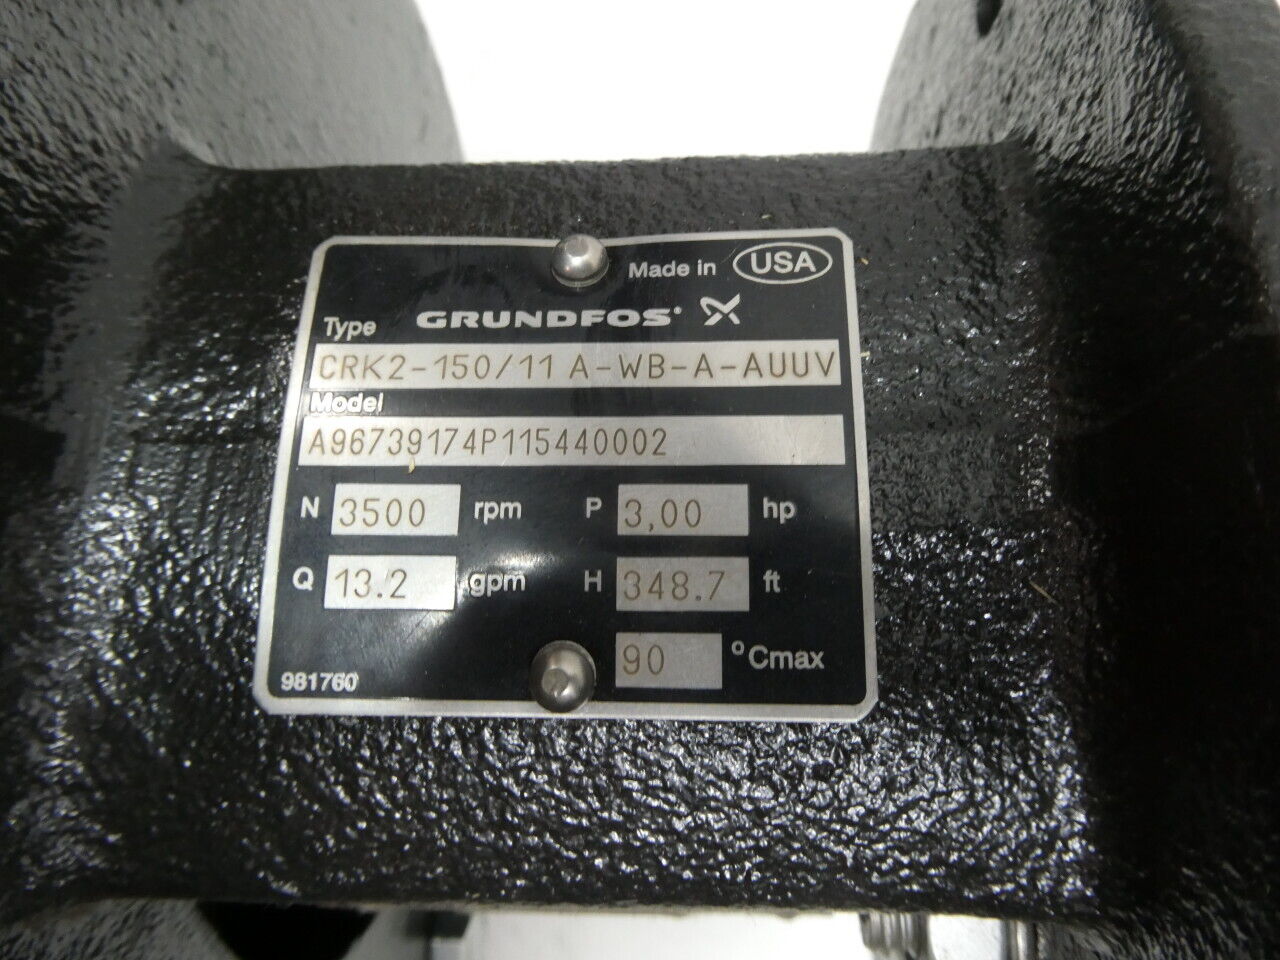 Made in USA
GRUNDFOS
Type
CRK2-150/11 A-WB-A-AUUV
Model
A96739174P115440002
N 3500 rpm P 3,00 hp
Q 13.2 gpm H 348.7 ft
90 °Cmax
981760